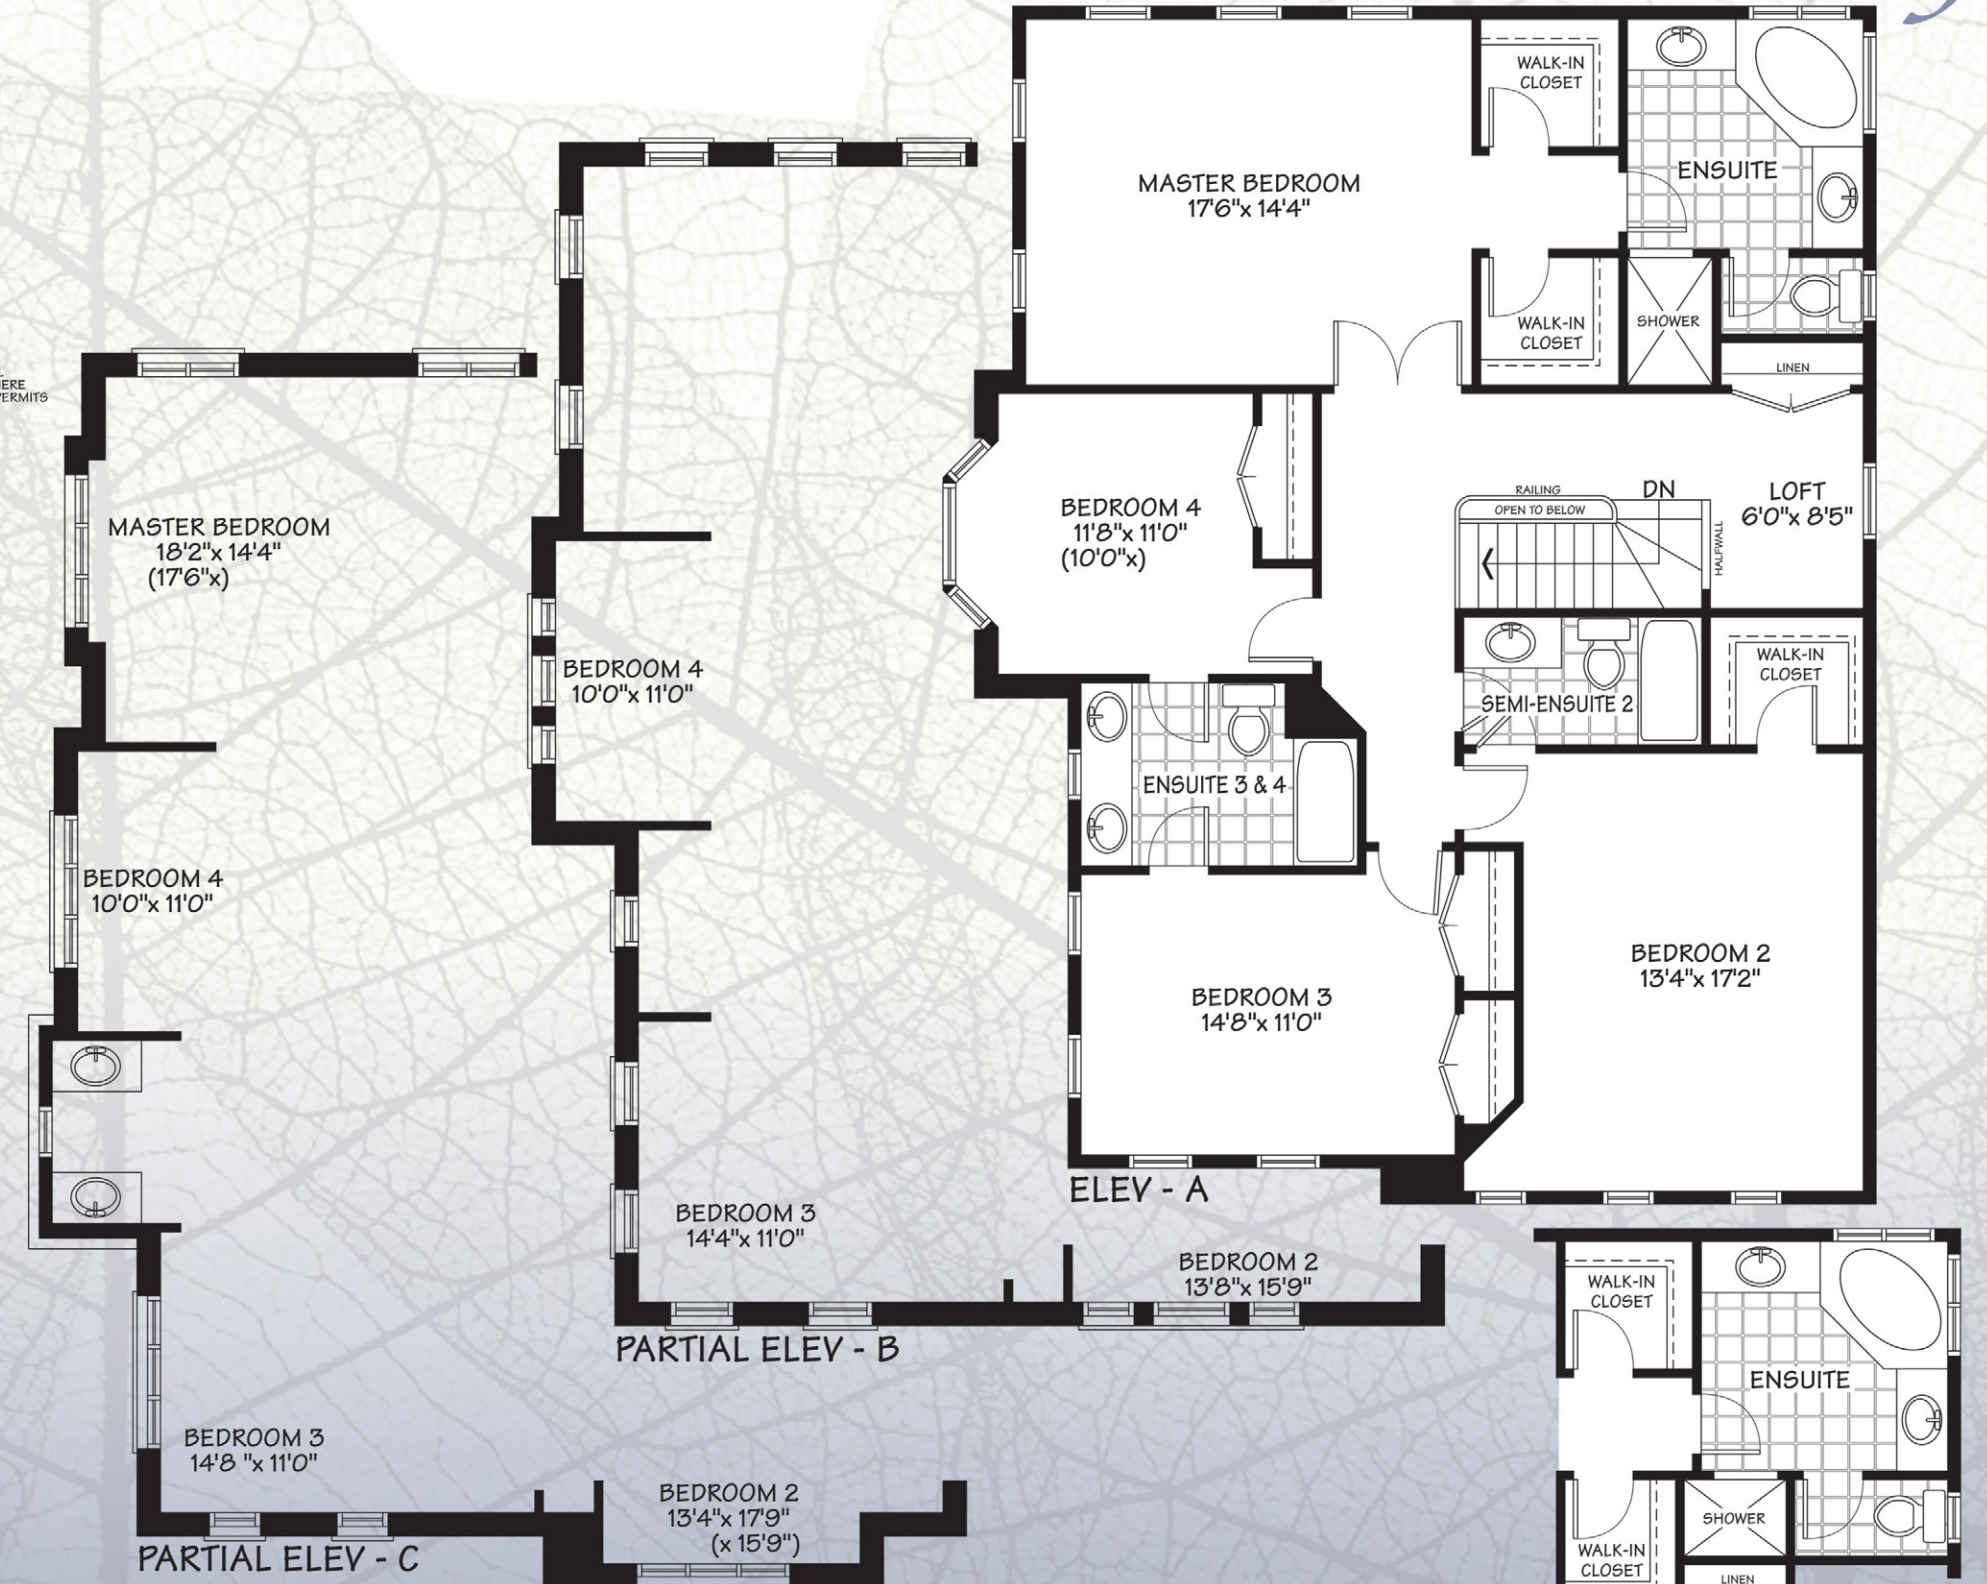 WALK-IN
CLOSET
ENSUITE
MASTER BEDROOM
17'6"x 14'4"
WALK-IN
CLOSET
SHOWER
LINEN
BEDROOM 4
11'8"x 11'0"
(10'0"x)
RAILING
OPEN TO BELOW
DN
HALFWALL
LOFT
6'0"x 8'5"
SEMI-ENSUITE 2
WALK-IN
CLOSET
ENSUITE 3 & 4
BEDROOM 3
14'8"x 11'0"
BEDROOM 2
13'4"x 17'2"
ELEV - A
BEDROOM 4
10'0"x 11'0"
BEDROOM 3
14'4"x 11'0"
BEDROOM 2
13'8"x 15'9"
PARTIAL ELEV - B
MASTER BEDROOM
18'2"x 14'4"
(17'6"x)
BEDROOM 4
10'0"x 11'0"
BEDROOM 3
14'8 "x 11'0"
BEDROOM 2
13'4"x 17'9"
(x 15'9")
PARTIAL ELEV - C
WALK-IN
CLOSET
ENSUITE
SHOWER
WALK-IN
CLOSET
LINEN